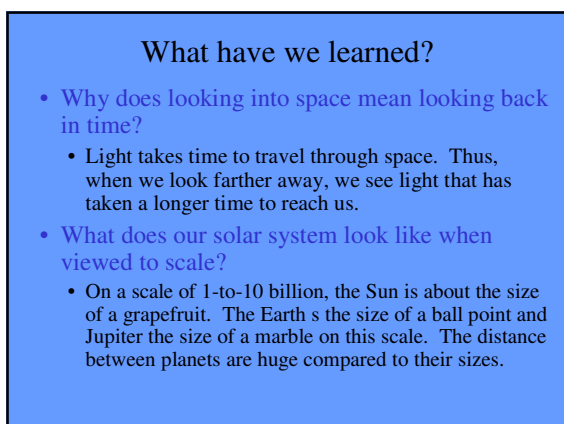 What have we learned?
• Why does looking into space mean looking back
in time?
• Light takes time to travel through space.  Thus,
when we look farther away, we see light that has
taken a longer time to reach us.
• What does our solar system look like when
viewed to scale?
• On a scale of 1-to-10 billion, the Sun is about the size
of a grapefruit.  The Earth s the size of a ball point and
Jupiter the size of a marble on this scale.  The distance
between planets are huge compared to their sizes.